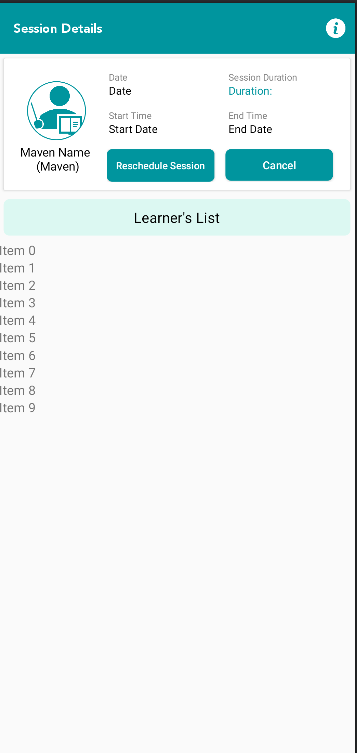 Session Details
Date
Date
Session Duration
Duration:
Start Time
Start Date
End Time
End Date
Maven Name
(Maven)
Reschedule Session
Cancel
Learner's List
Item 0
Item 1
Item 2
Item 3
Item 4
Item 5
Item 6
Item 7
Item 8
Item 9